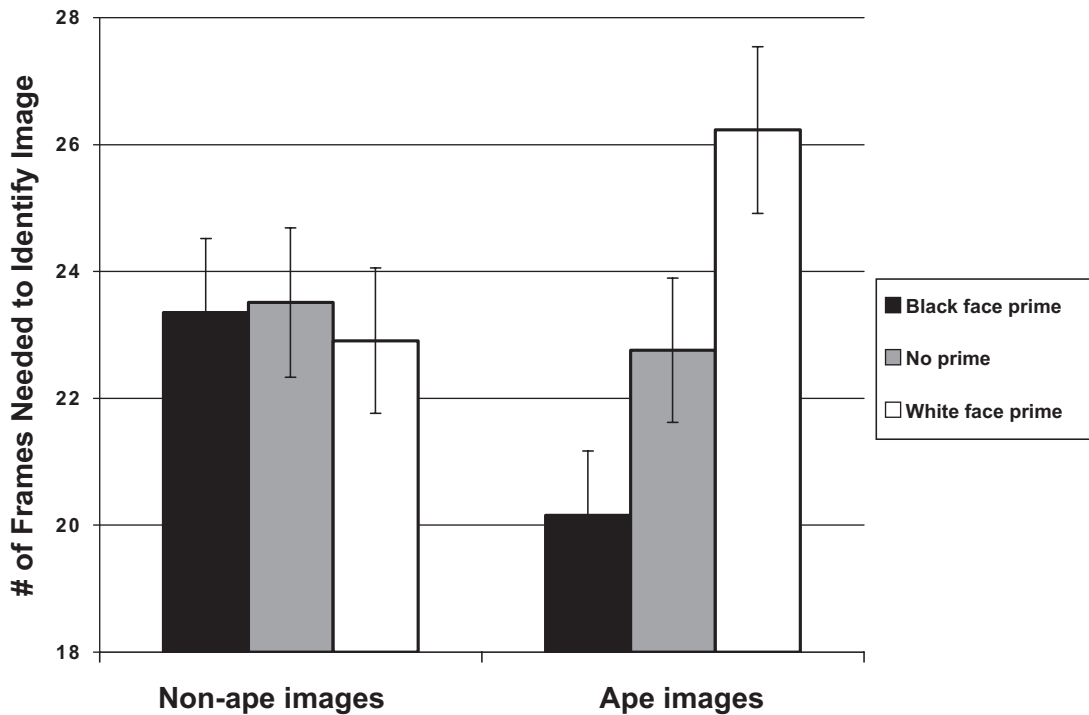 # of Frames Needed to Identify Image
28
26
24
22
20
18
Non-ape images
Ape images
Black face prime
No prime
White face prime